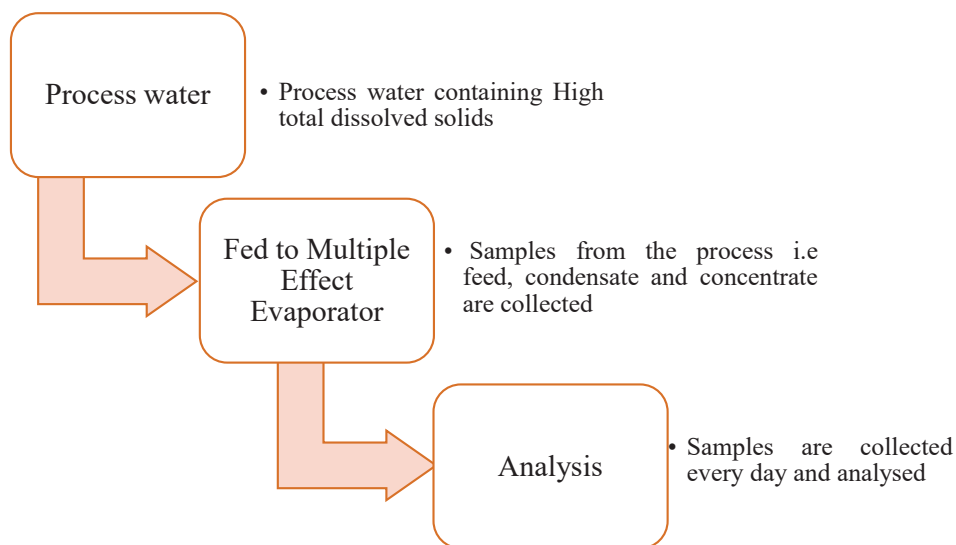 Process water
• Process water containing High
total dissolved solids
Fed to Multiple
Effect
Evaporator
• Samples from the process i.e
feed, condensate and concentrate
are collected
Analysis
• Samples are collected
every day and analysed